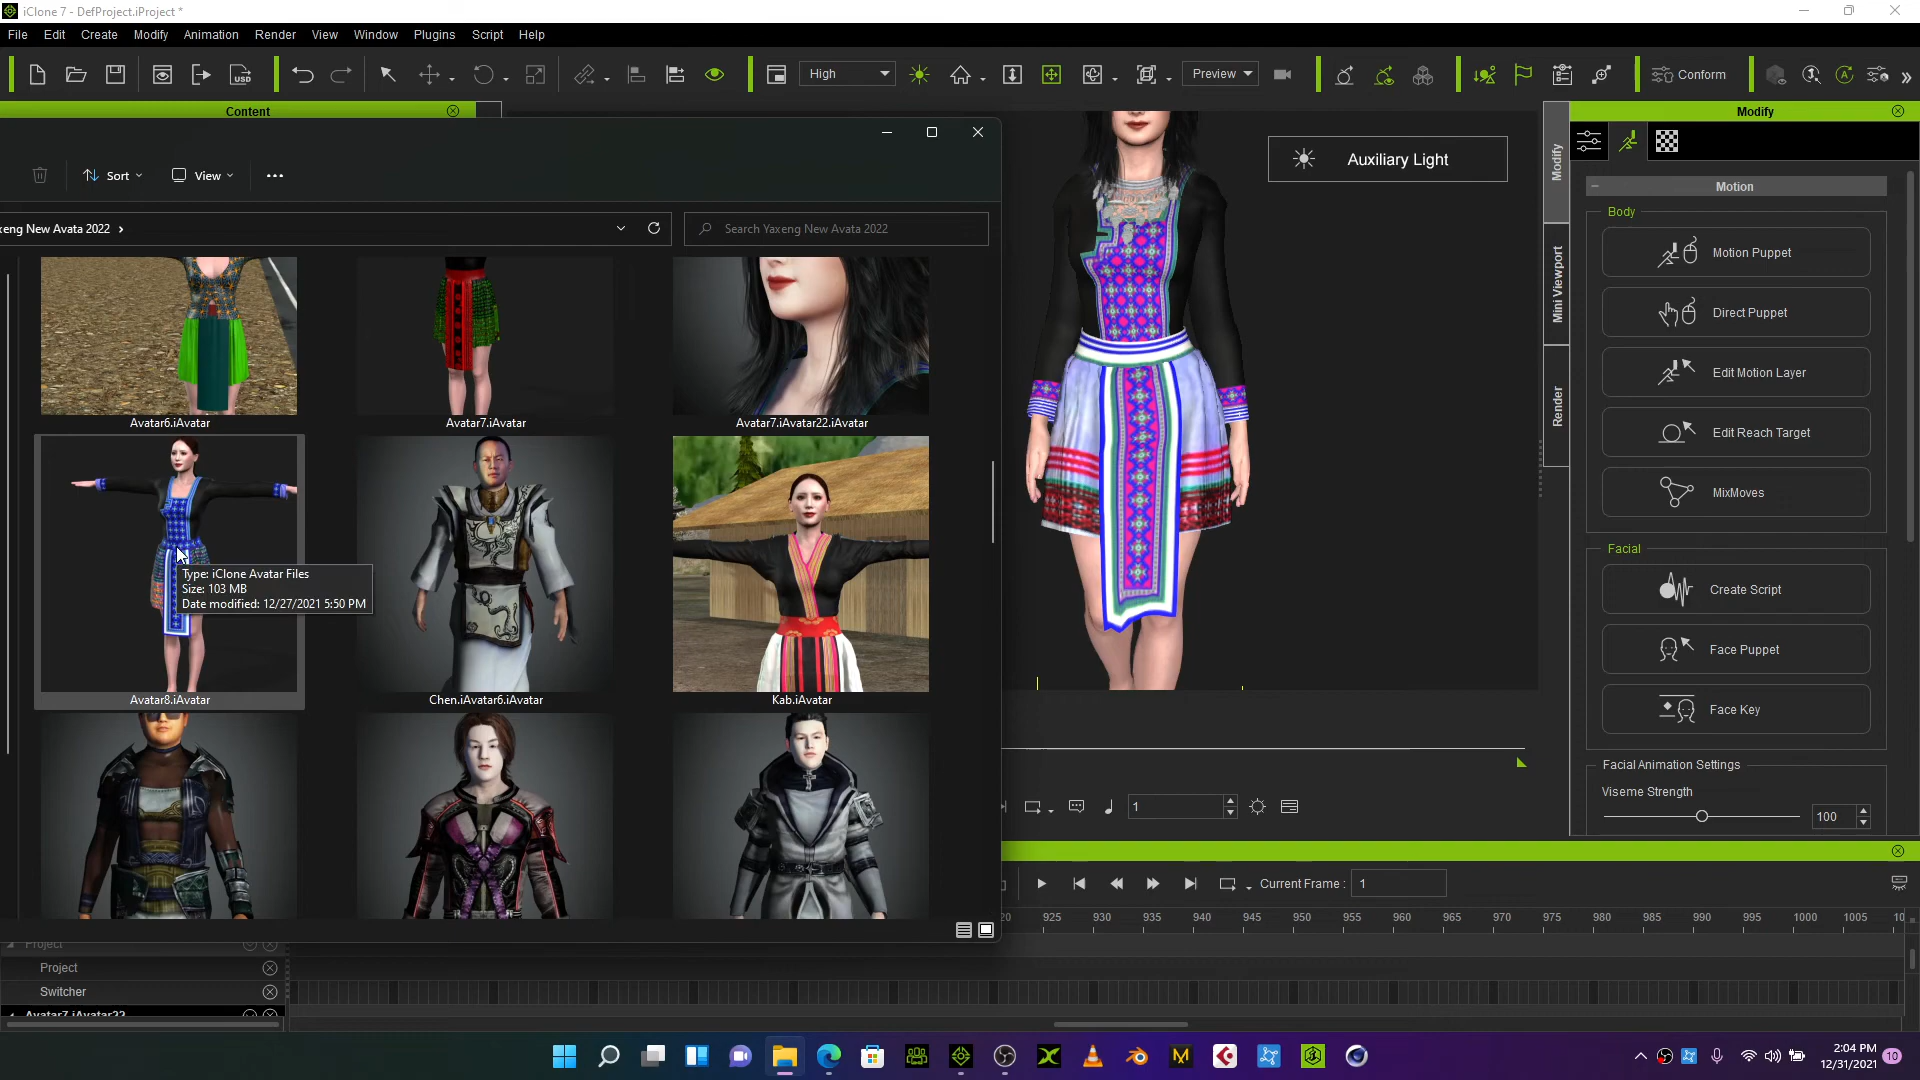 iClone 7 - DefProject.iProject *
File Edit Create Modify Animation Render View Window Plugins Script Help
USD
High
Preview
Conform
Content
Modify
Sort
View
Auxiliary Light
Modify
Mini Viewport
Render
Motion
Body
Motion Puppet
Direct Puppet
Edit Motion Layer
Edit Reach Target
MixMoves
Facial
Create Script
Face Puppet
Face Key
Facial Animation Settings
Viseme Strength
100
xeng New Avata 2022
Search Yaxeng New Avata 2022
Avatar6.iAvatar
Avatar7.iAvatar
Avatar7.iAvatar22.iAvatar
Type: iClone Avatar Files
Size: 103 MB
Date modified: 12/27/2021 5:50 PM
Avatar8.iAvatar
Chen.iAvatar6.iAvatar
Kab.iAvatar
1
Current Frame : 1
20 925 930 935 940 945 950 955 960 965 970 975 980 985 990 995 1000 1005 10
Project
Project
Switcher
Avatar7.iAvatar22
2:04 PM
12/31/2021
10